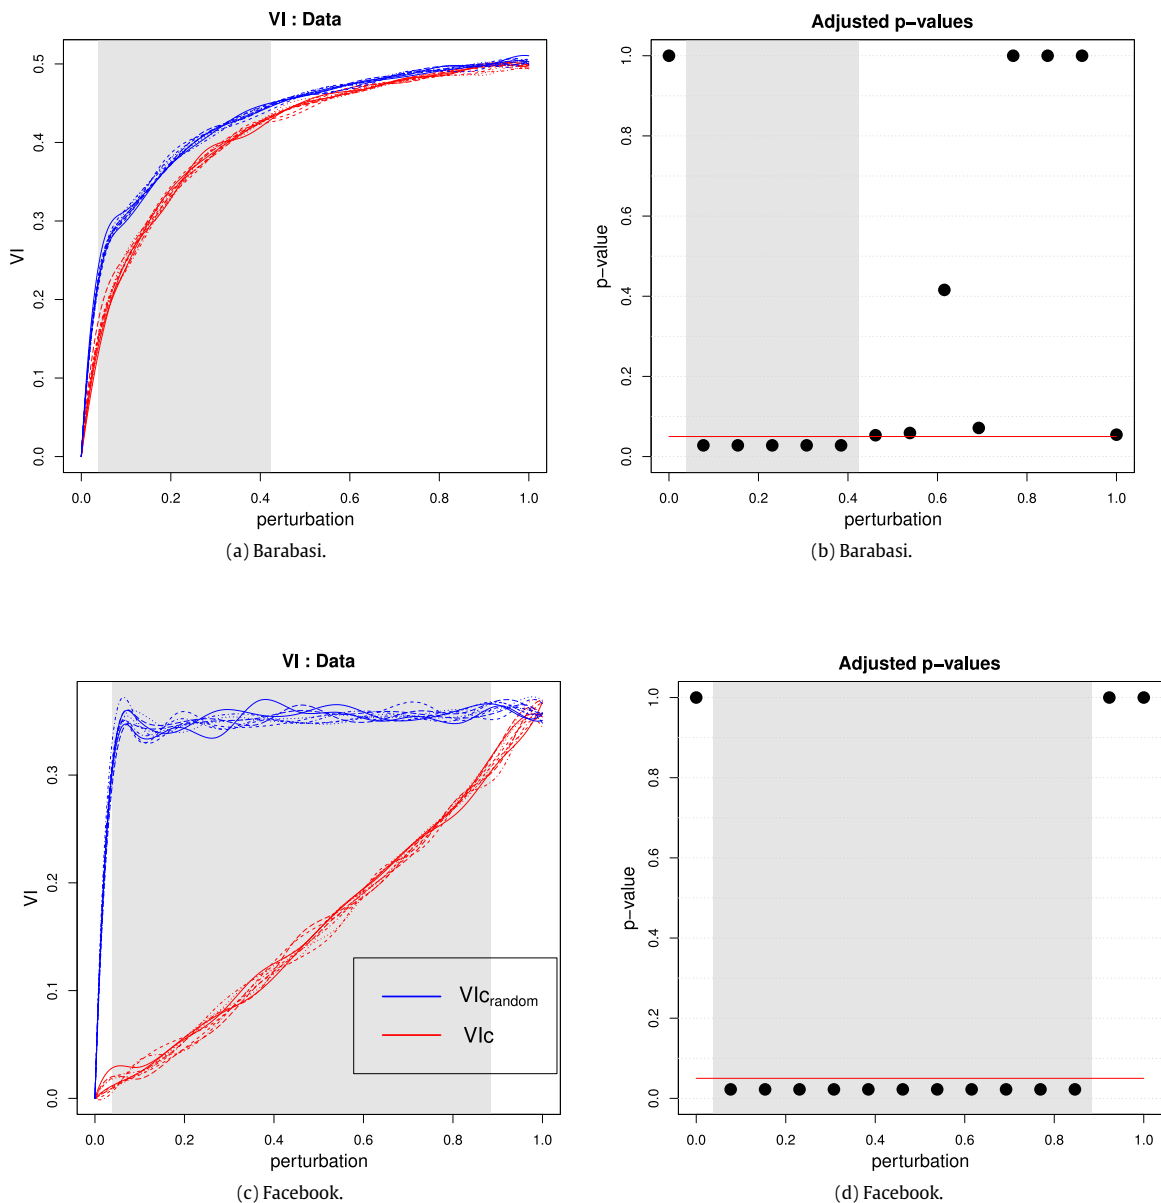 VI : Data
Adjusted p−values
VI
0.0
0.1
0.2
0.3
0.4
0.5
0.0 0.2 0.4 0.6 0.8 1.0
perturbation
p−value
0.0
0.2
0.4
0.6
0.8
1.0
0.0 0.2 0.4 0.6 0.8 1.0
perturbation
(a) Barabasi.
(b) Barabasi.
VI : Data
Adjusted p−values
VI
0.0
0.1
0.2
0.3
0.0 0.2 0.4 0.6 0.8 1.0
perturbation
VIcrandom
VIc
p−value
0.0
0.2
0.4
0.6
0.8
1.0
0.0 0.2 0.4 0.6 0.8 1.0
perturbation
(c) Facebook.
(d) Facebook.